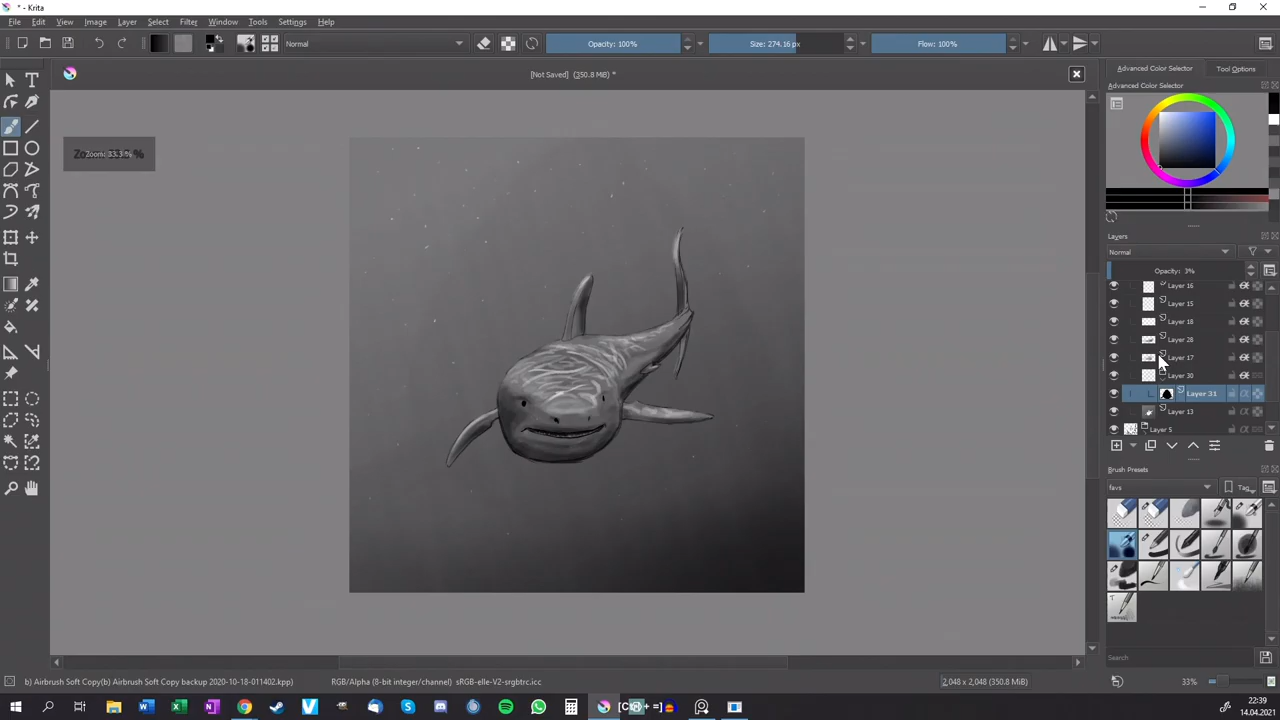 * - Krita
File Edit View Image Layer Select Filter Window Tools Settings Help
Normal Opacity: 100% Size: 274.16 px Flow: 100%
[Not Saved] (350.8 MiB) *
Zoom: 33.3 %
Advanced Color Selector Tool Options
Advanced Color Selector
Layers
Normal
Opacity: 3%
Layer 16
Layer 15
Layer 18
Layer 28
Layer 17
Layer 30
Layer 31
Layer 13
Layer 5
Brush Presets
favs Tag
Search
b) Airbrush Soft Copy(b) Airbrush Soft Copy backup 2020-10-18-011402.kpp) RGB/Alpha (8-bit integer/channel) sRGB-elle-V2-srgbtrc.icc 2,048 x 2,048 (350.8 MiB) 33%
22:39
14.04.2021